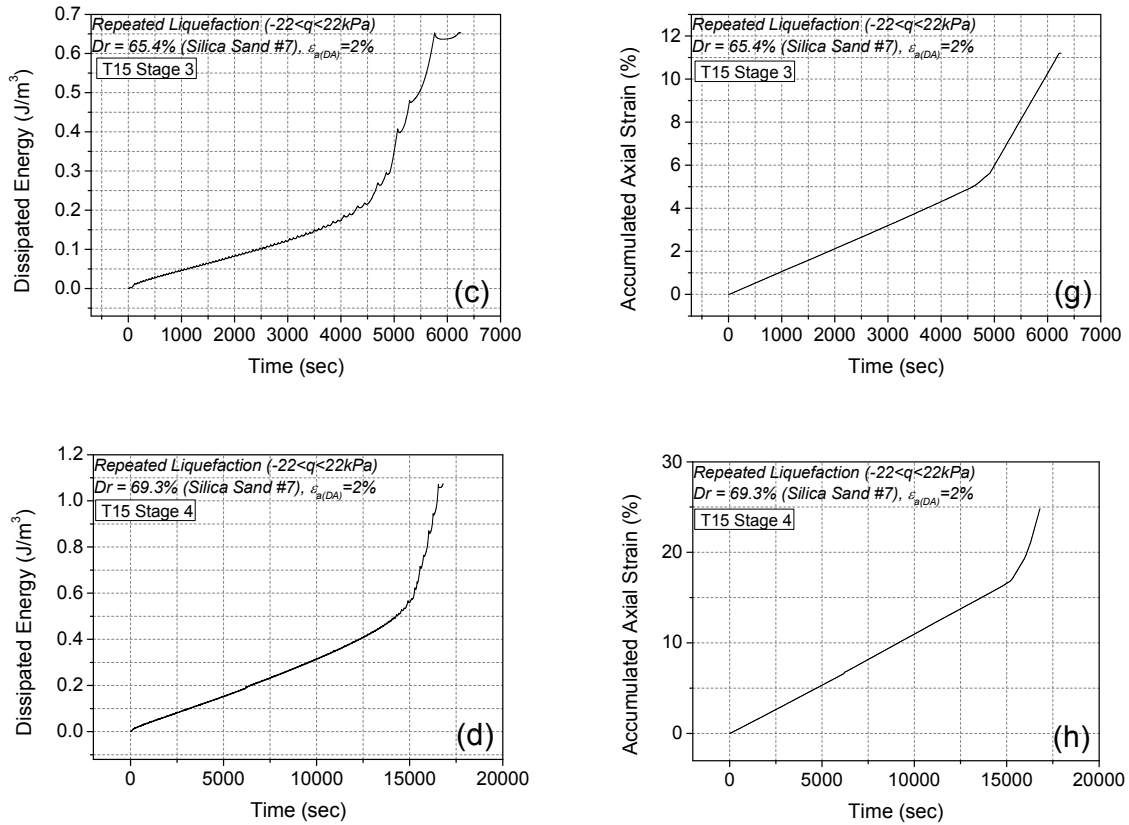 Repeated Liquefaction (-22<q<22kPa)
Dr = 65.4% (Silica Sand #7), εa(DA)=2%
T15 Stage 3
0.7
0.6
0.5
0.4
0.3
0.2
0.1
0.0
Dissipated Energy (J/m³)
(c)
0 1000 2000 3000 4000 5000 6000 7000
Time (sec)
Repeated Liquefaction (-22<q<22kPa)
Dr = 65.4% (Silica Sand #7), εa(DA)=2%
T15 Stage 3
12
10
8
6
4
2
0
Accumulated Axial Strain (%)
(g)
0 1000 2000 3000 4000 5000 6000 7000
Time (sec)
Repeated Liquefaction (-22<q<22kPa)
Dr = 69.3% (Silica Sand #7), εa(DA)=2%
T15 Stage 4
1.2
1.0
0.8
0.6
0.4
0.2
0.0
Dissipated Energy (J/m³)
(d)
0 5000 10000 15000 20000
Time (sec)
Repeated Liquefaction (-22<q<22kPa)
Dr = 69.3% (Silica Sand #7), εa(DA)=2%
T15 Stage 4
30
20
10
0
Accumulated Axial Strain (%)
(h)
0 5000 10000 15000 20000
Time (sec)